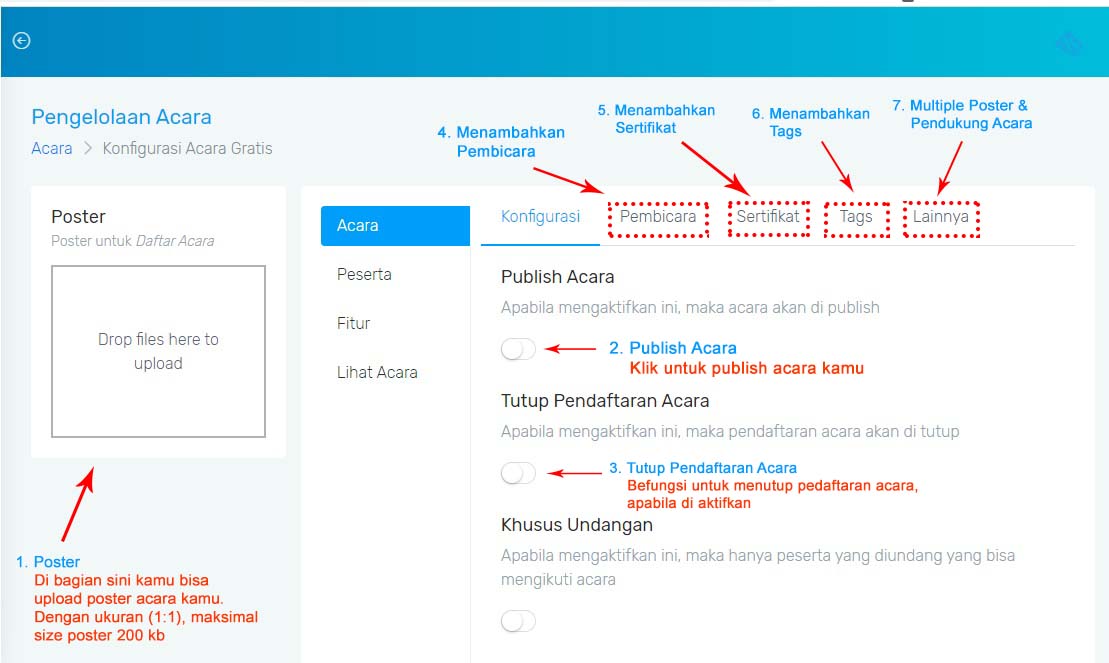 Pengelolaan Acara
Acara > Konfigurasi Acara Gratis
4. Menambahkan
Pembicara
5. Menambahkan
Sertifikat
6. Menambahkan
Tags
7. Multiple Poster &
Pendukung Acara
Poster
Poster untuk Daftar Acara
Drop files here to
upload
1. Poster
Di bagian sini kamu bisa
upload poster acara kamu.
Dengan ukuran (1:1), maksimal
size poster 200 kb
Acara
Peserta
Fitur
Lihat Acara
Konfigurasi
Pembicara
Sertifikat
Tags
Lainnya
Publish Acara
Apabila mengaktifkan ini, maka acara akan di publish
2. Publish Acara
Klik untuk publish acara kamu
Tutup Pendaftaran Acara
Apabila mengaktifkan ini, maka pendaftaran acara akan di tutup
3. Tutup Pendaftaran Acara
Befungsi untuk menutup pedaftaran acara,
apabila di aktifkan
Khusus Undangan
Apabila mengaktifkan ini, maka hanya peserta yang diundang yang bisa
mengikuti acara